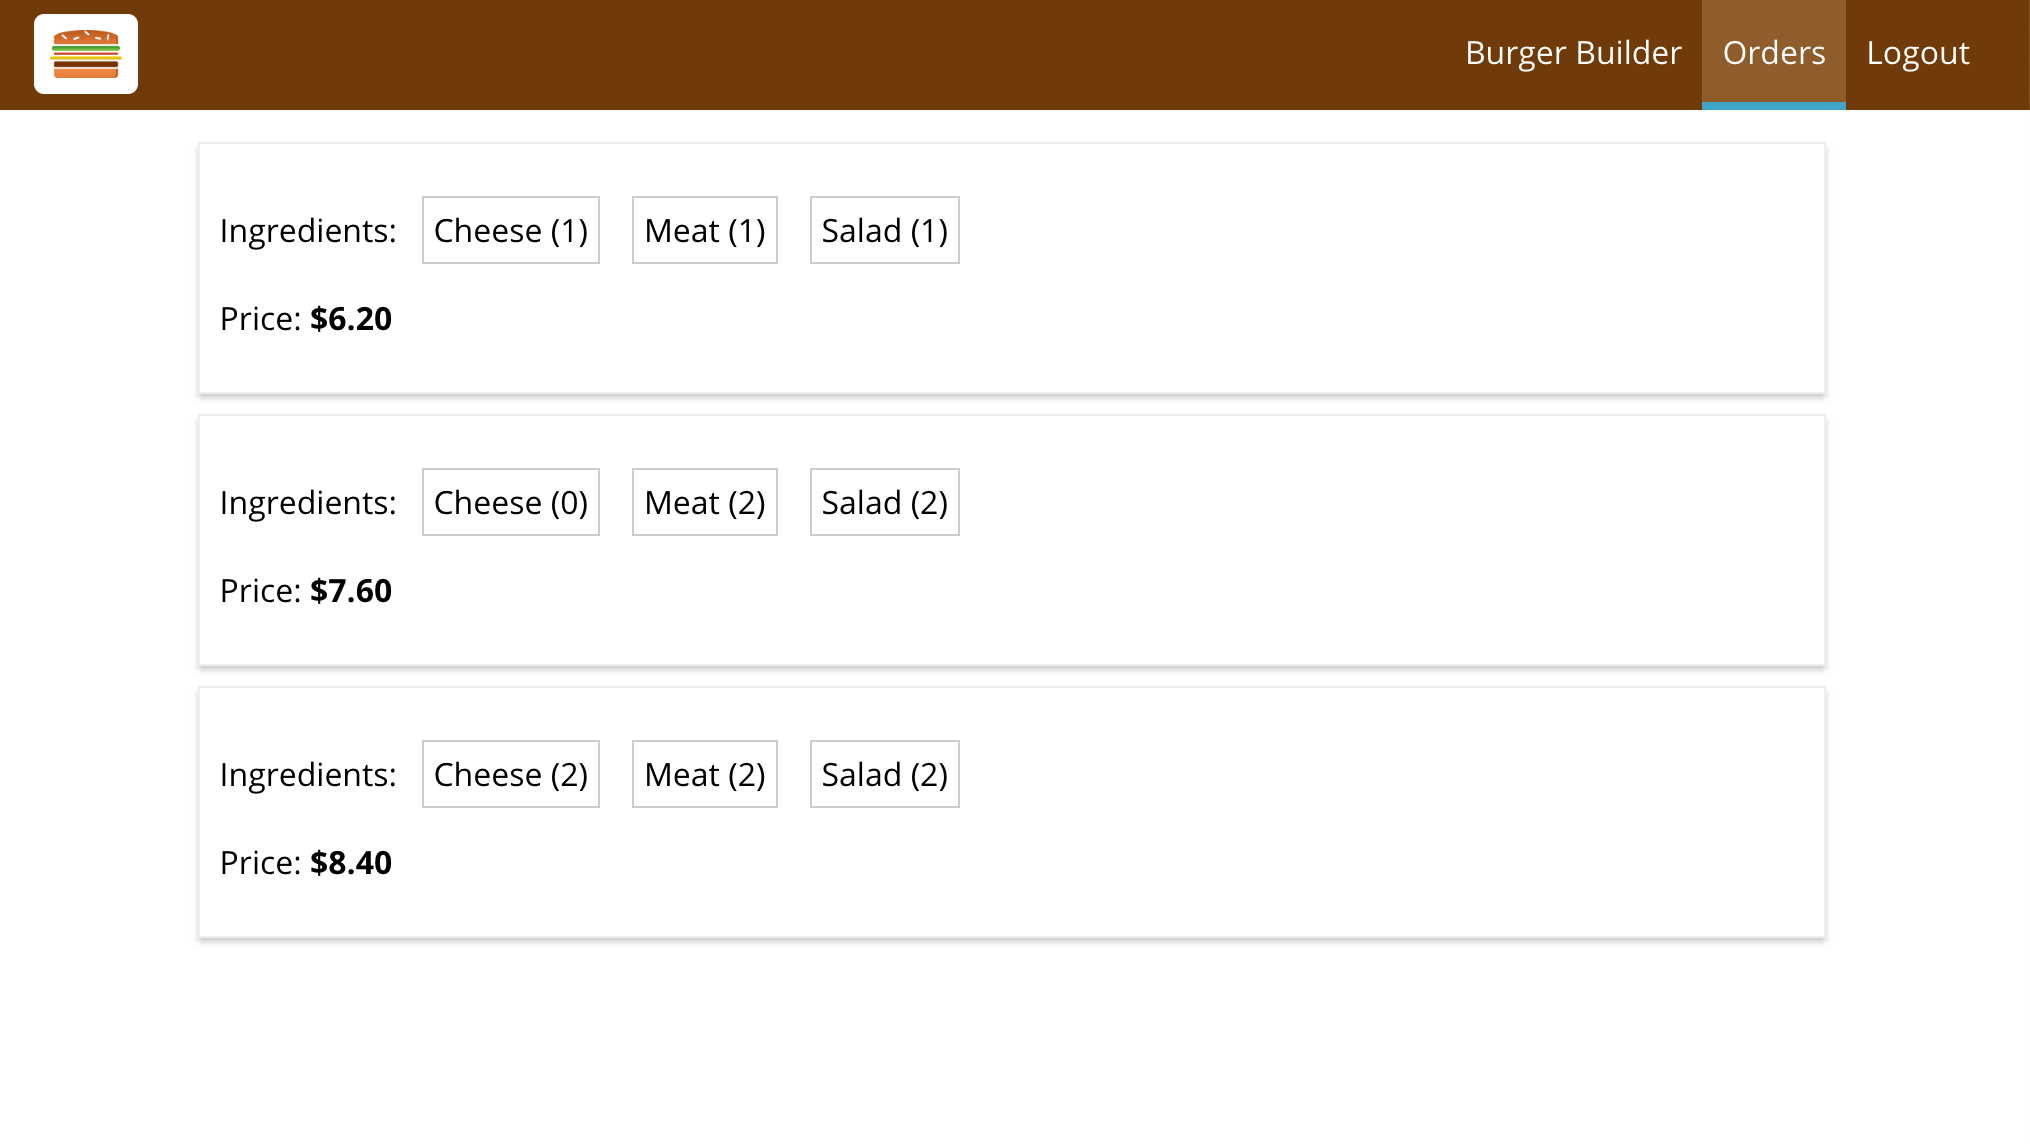 Burger Builder Orders Logout
Ingredients: Cheese (1) Meat (1) Salad (1)
Price: $6.20
Ingredients: Cheese (0) Meat (2) Salad (2)
Price: $7.60
Ingredients: Cheese (2) Meat (2) Salad (2)
Price: $8.40